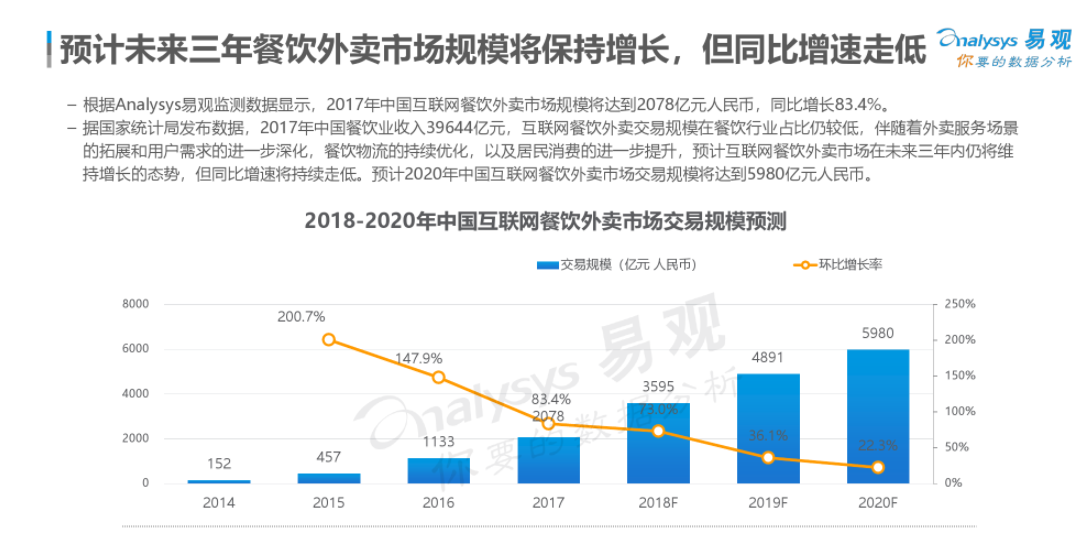 预计未来三年餐饮外卖市场规模将保持增长，但同比增速走低
Analysys 易观
你要的数据分析
– 根据Analysys易观监测数据显示，2017年中国互联网餐饮外卖市场规模将达到2078亿元人民币，同比增长83.4%。
– 据国家统计局发布数据，2017年中国餐饮业收入39644亿元，互联网餐饮外卖交易规模在餐饮行业占比仍较低，伴随着外卖服务场景
的拓展和用户需求的进一步深化，餐饮物流的持续优化，以及居民消费的进一步提升，预计互联网餐饮外卖市场在未来三年内仍将维
持增长的态势，但同比增速将持续走低。预计2020年中国互联网餐饮外卖市场交易规模将达到5980亿元人民币。
2018-2020年中国互联网餐饮外卖市场交易规模预测
交易规模（亿元 人民币） 环比增长率
8000
6000
4000
2000
0
200.7%
147.9%
83.4%
73.0%
36.1%
22.3%
152
457
1133
2078
3595
4891
5980
250%
200%
150%
100%
50%
0%
2014 2015 2016 2017 2018F 2019F 2020F
Analysys 易观
你要的数据分析